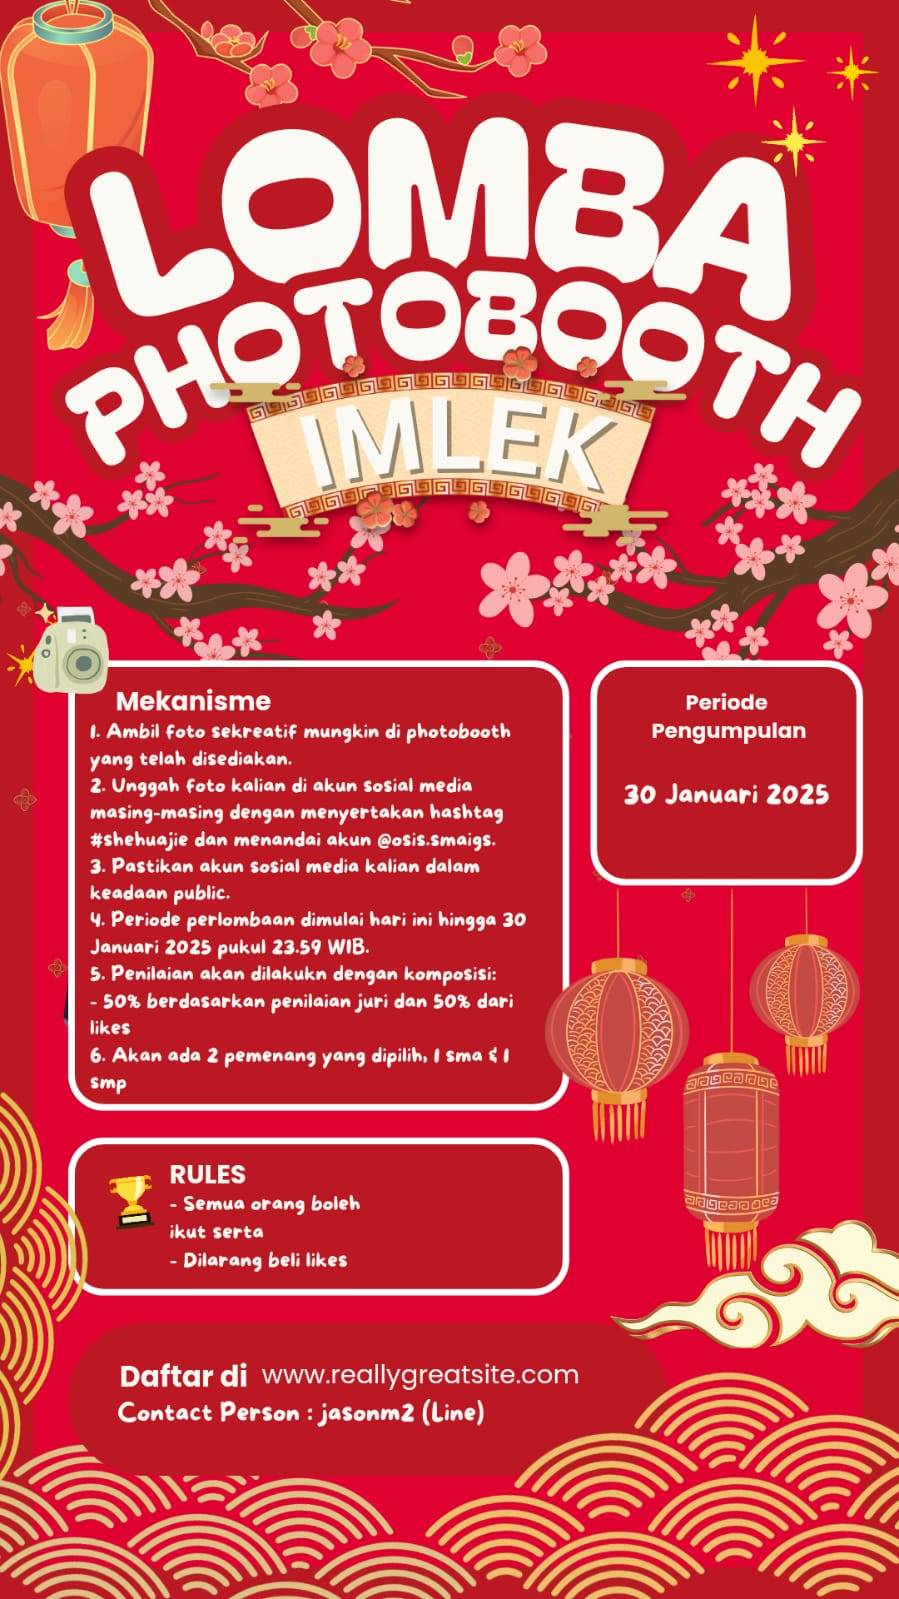 LOMBA
PHOTOBOOTH
IMLEK
Mekanisme
1. Ambil foto sekreatif mungkin di photobooth
yang telah disediakan.
2. Unggah foto kalian di akun sosial media
masing-masing dengan menyertakan hashtag
#shehuajie dan menandai akun @osis.smaigs.
3. Pastikan akun sosial media kalian dalam
keadaan public.
4. Periode perlombaan dimulai hari ini hingga 30
Januari 2025 pukul 23.59 WIB.
5. Penilaian akan dilakukn dengan komposisi:
- 50% berdasarkan penilaian juri dan 50% dari
likes
6. Akan ada 2 pemenang yang dipilih, 1 sma & 1
smp
Periode
Pengumpulan
30 Januari 2025
RULES
- Semua orang boleh
ikut serta
- Dilarang beli likes
Daftar di www.reallygreatsite.com
Contact Person : jasonm2 (Line)